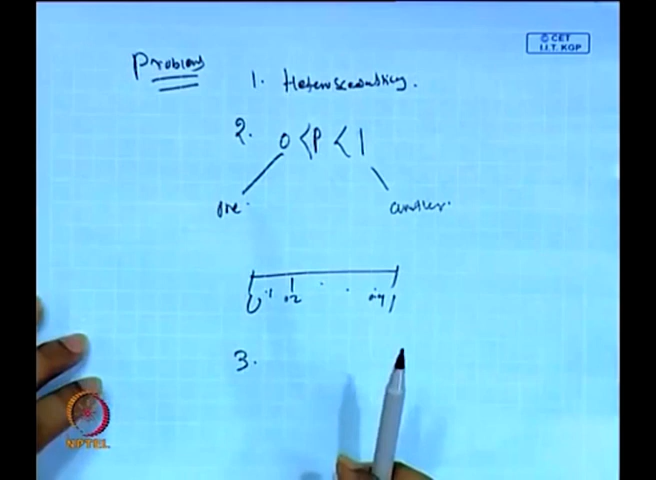 © CET
I.I.T. KGP
Problems
1. Heteroscedasticity.
2. 0 < P < 1
one. another.
0 .1 0.2 . . 0.9 1
3.
NPTEL